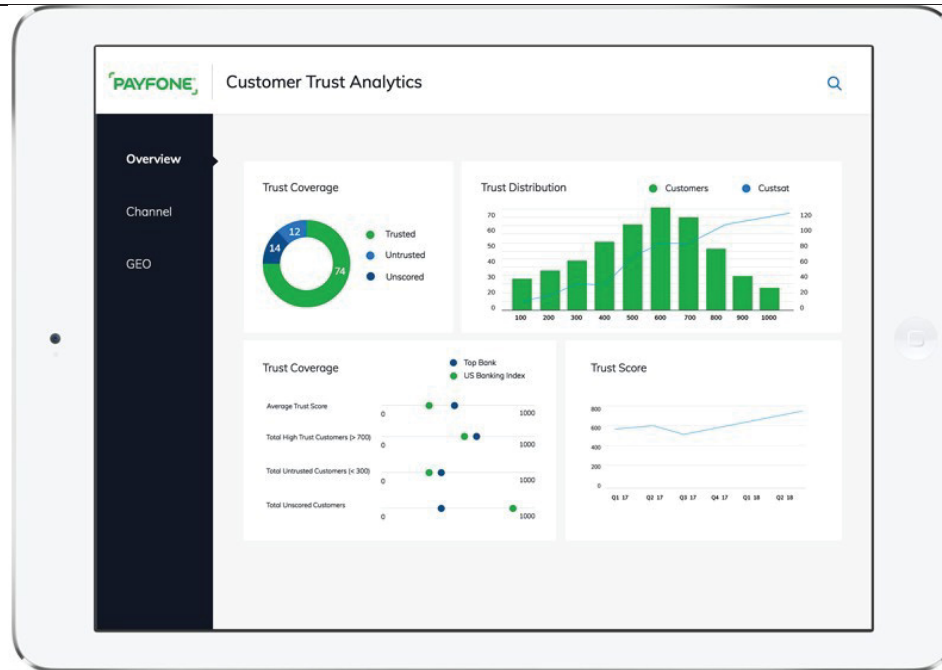 PAYFONE
Customer Trust Analytics
Overview
Channel
GEO
Trust Coverage
12
14
74
Trusted
Untrusted
Unscored
Trust Distribution
Customers
Custsat
70
60
50
40
30
20
0
120
100
80
60
40
20
0
100 200 300 400 500 600 700 800 900 1000
Trust Coverage
Top Bank
US Banking Index
Average Trust Score
0 1000
Total High Trust Customers (> 700)
0 1000
Total Untrusted Customers (< 300)
0 1000
Total Unscored Customers
0 1000
Trust Score
800
600
400
200
0
Q1 17 Q2 17 Q3 17 Q4 17 Q1 18 Q2 18